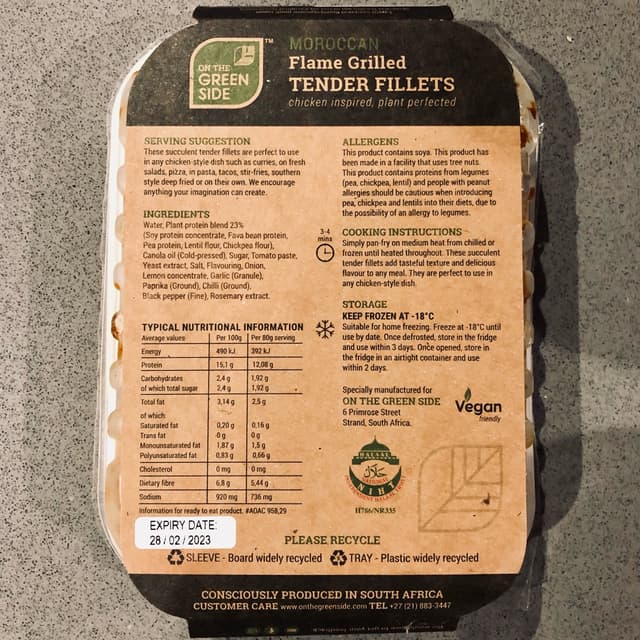 ON THE
GREEN
SIDE
TM
MOROCCAN
Flame Grilled
TENDER FILLETS
chicken inspired, plant perfected
SERVING SUGGESTION
These succulent tender fillets are perfect to use
in any chicken-style dish such as curries, on fresh
salads, pizza, in pasta, tacos, stir-fries, southern
style deep fried or on their own. We encourage
anything your imagination can create.
INGREDIENTS
Water, Plant protein blend 23%
(Soy protein concentrate, Fava bean protein,
Pea protein, Lentil flour, Chickpea flour),
Canola oil (Cold-pressed), Sugar, Tomato paste,
Yeast extract, Salt, Flavouring, Onion,
Lemon concentrate, Garlic (Granule),
Paprika (Ground), Chilli (Ground),
Black pepper (Fine), Rosemary extract.
TYPICAL NUTRITIONAL INFORMATION
Average values Per 100g Per 80g serving
Energy 490 kJ 392 kJ
Protein 15,1 g 12,08 g
Carbohydrates 2,4 g 1,92 g
of which total sugar 2,4 g 1,92 g
Total fat 3,14 g 2,5 g
of which:
Saturated fat 0,20 g 0,16 g
Trans fat 0 g 0 g
Monounsaturated fat 1,87 g 1,5 g
Polyunsaturated fat 0,83 g 0,66 g
Cholesterol 0 mg 0 mg
Dietary fibre 6,8 g 5,44 g
Sodium 920 mg 736 mg
Information for ready to eat product. #AOAC 958,29
EXPIRY DATE:
28 / 02 / 2023
ALLERGENS
This product contains soya. This product has
been made in a facility that uses tree nuts.
This product contains proteins from legumes
(pea, chickpea, lentil) and people with peanut
allergies should be cautious when introducing
pea, chickpea and lentils into their diets, due to
the possibility of an allergy to legumes.
3-4
mins
COOKING INSTRUCTIONS
Simply pan-fry on medium heat from chilled or
frozen until heated throughout. These succulent
tender fillets add tasteful texture and delicious
flavour to any meal. They are perfect to use in
any chicken-style dish.
STORAGE
KEEP FROZEN AT -18°C
Suitable for home freezing. Freeze at -18°C until
use by date. Once defrosted, store in the fridge
and use within 3 days. Once opened, store in
the fridge in an airtight container and use
within 2 days.
Specially manufactured for
ON THE GREEN SIDE
6 Primrose Street
Strand, South Africa.
Vegan
friendly
HALAAL
حلال
NATIONAL
INDEPENDENT HALAAL TRUST
NIHT
H786/NR335
PLEASE RECYCLE
SLEEVE - Board widely recycled TRAY - Plastic widely recycled
CONSCIOUSLY PRODUCED IN SOUTH AFRICA
CUSTOMER CARE www.onthegreenside.com TEL +27 (21) 883-3447